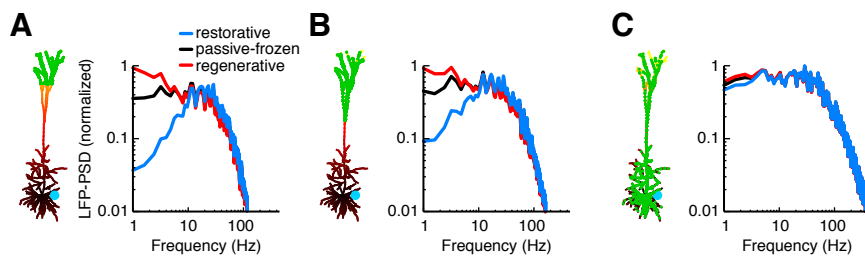 A
B
C
restorative
passive-frozen
regenerative
LFP-PSD (normalized)
1
0.1
0.01
1
10
100
Frequency (Hz)
1
0.1
0.01
1
10
100
Frequency (Hz)
1
0.1
0.01
1
10
100
Frequency (Hz)